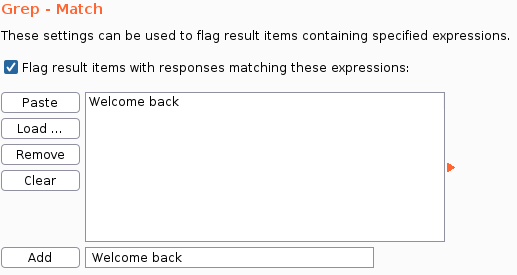 Grep - Match
These settings can be used to flag result items containing specified expressions.
Flag result items with responses matching these expressions:
Paste
Load ...
Remove
Clear
Welcome back
Add
Welcome back